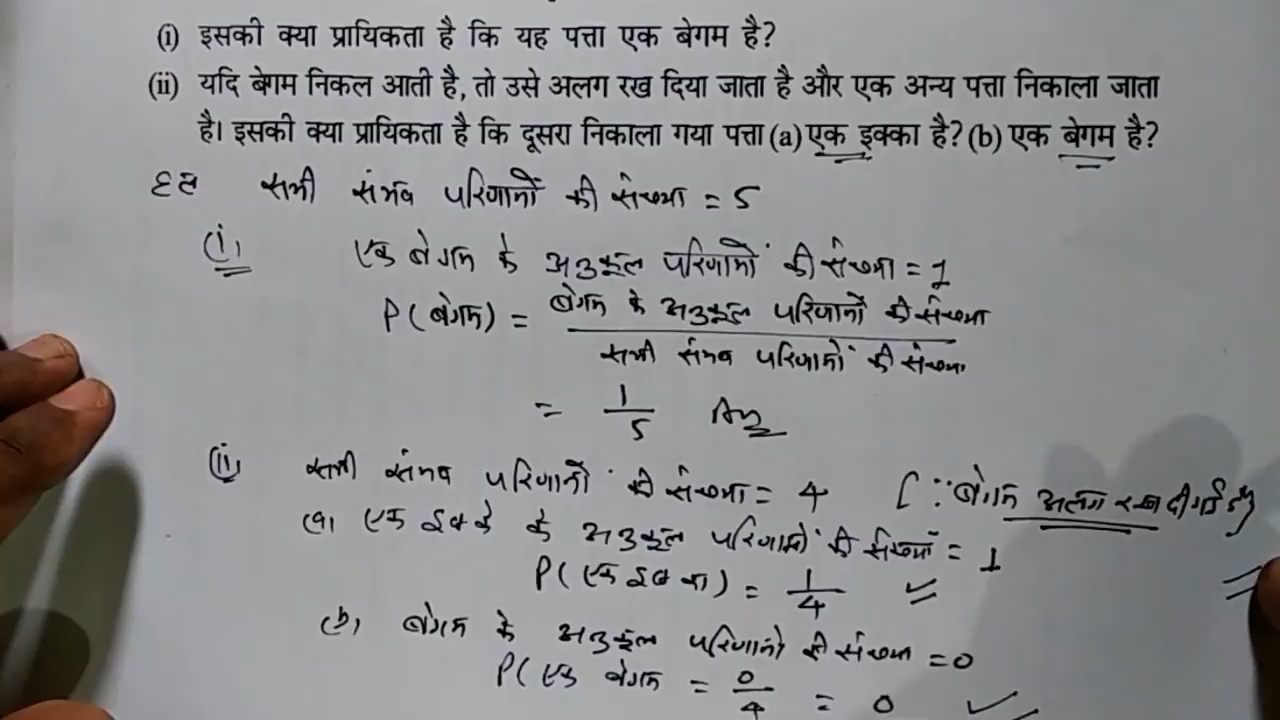 (i) इसकी क्या प्रायिकता है कि यह पत्ता एक बेगम है?
(ii) यदि बेगम निकल आती है, तो उसे अलग रख दिया जाता है और एक अन्य पत्ता निकाला जाता
है। इसकी क्या प्रायिकता है कि दूसरा निकाला गया पत्ता (a) एक इक्का है? (b) एक बेगम है?
हल सभी संभव परिणामों की संख्या = 5
(i) एक बेगम के अनुकूल परिणामों की संख्या = 1
P(बेगम) = बेगम के अनुकूल परिणामों की संख्या
सभी संभव परिणामों की संख्या
= 1/5 Ans
(ii) सभी संभव परिणामों की संख्या = 4 [∵ बेगम अलग रख दी गई है]
(a) एक इक्के के अनुकूल परिणामों की संख्या = 1
P(एक इक्का) = 1/4
(b) बेगम के अनुकूल परिणामो की संख्या = 0
P(एक बेगम = 0/4 = 0